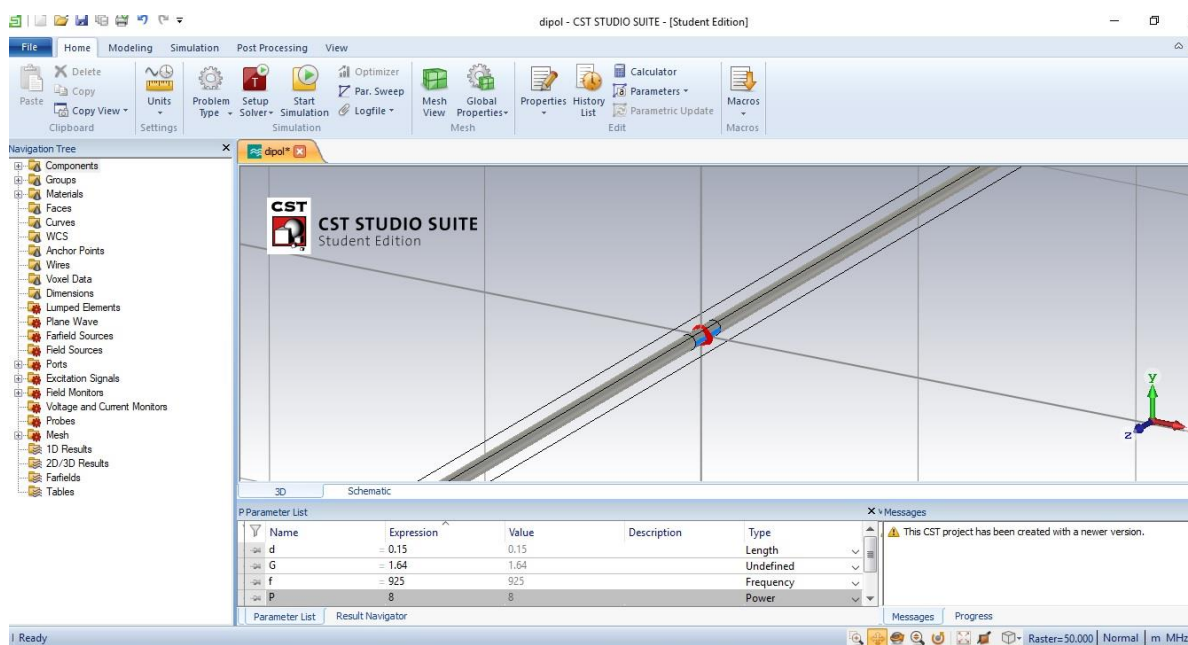 dipol - CST STUDIO SUITE - [Student Edition]
File Home Modeling Simulation Post Processing View
Paste
Delete
Copy
Copy View
Clipboard
Units
Settings
Problem Type
Setup Solver
Start Simulation
Optimizer
Par. Sweep
Logfile
Simulation
Mesh View
Global Properties
Mesh
Properties
History List
Calculator
Parameters
Parametric Update
Edit
Macros
Macros
Navigation Tree
Components
Groups
Materials
Faces
Curves
WCS
Anchor Points
Wires
Voxel Data
Dimensions
Lumped Elements
Plane Wave
Farfield Sources
Field Sources
Ports
Excitation Signals
Field Monitors
Voltage and Current Monitors
Probes
Mesh
1D Results
2D/3D Results
Farfields
Tables
dipol*
CST
CST STUDIO SUITE
Student Edition
y
z
3D Schematic
P Parameter List
Name Expression Value Description Type
d = 0.15 0.15 Length
G = 1.64 1.64 Undefined
f = 925 925 Frequency
P 8 8 Power
Parameter List Result Navigator
Messages
This CST project has been created with a newer version.
Messages Progress
Ready
Raster=50.000 Normal m MHz